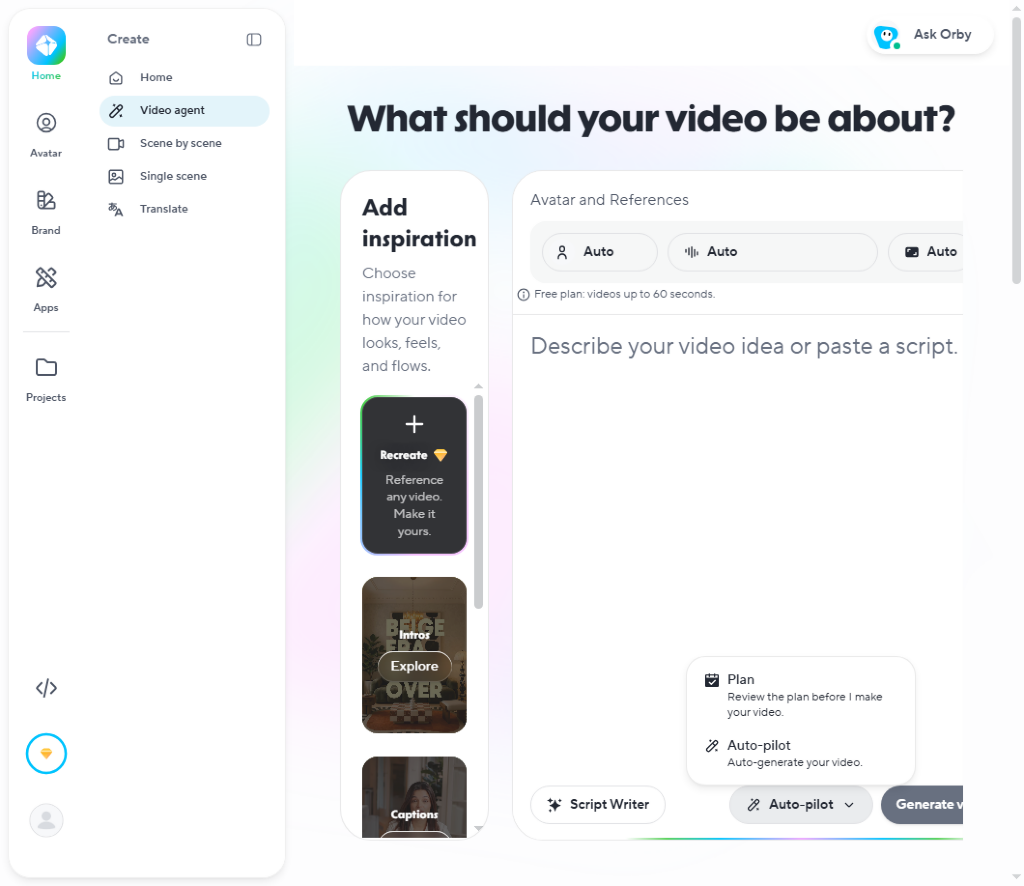 Home
Avatar
Brand
Apps
Projects
Create
Home
Video agent
Scene by scene
Single scene
Translate
Ask Orby
What should your video be about?
Add
inspiration
Choose
inspiration for
how your video
looks, feels,
and flows.
Recreate
Reference
any video.
Make it
yours.
BEIGE
ERA
Intros
Explore
OVER
Captions
Avatar and References
Auto
Auto
Auto
Free plan: videos up to 60 seconds.
Describe your video idea or paste a script.
Plan
Review the plan before I make
your video.
Auto-pilot
Auto-generate your video.
Script Writer
Auto-pilot
Generate v